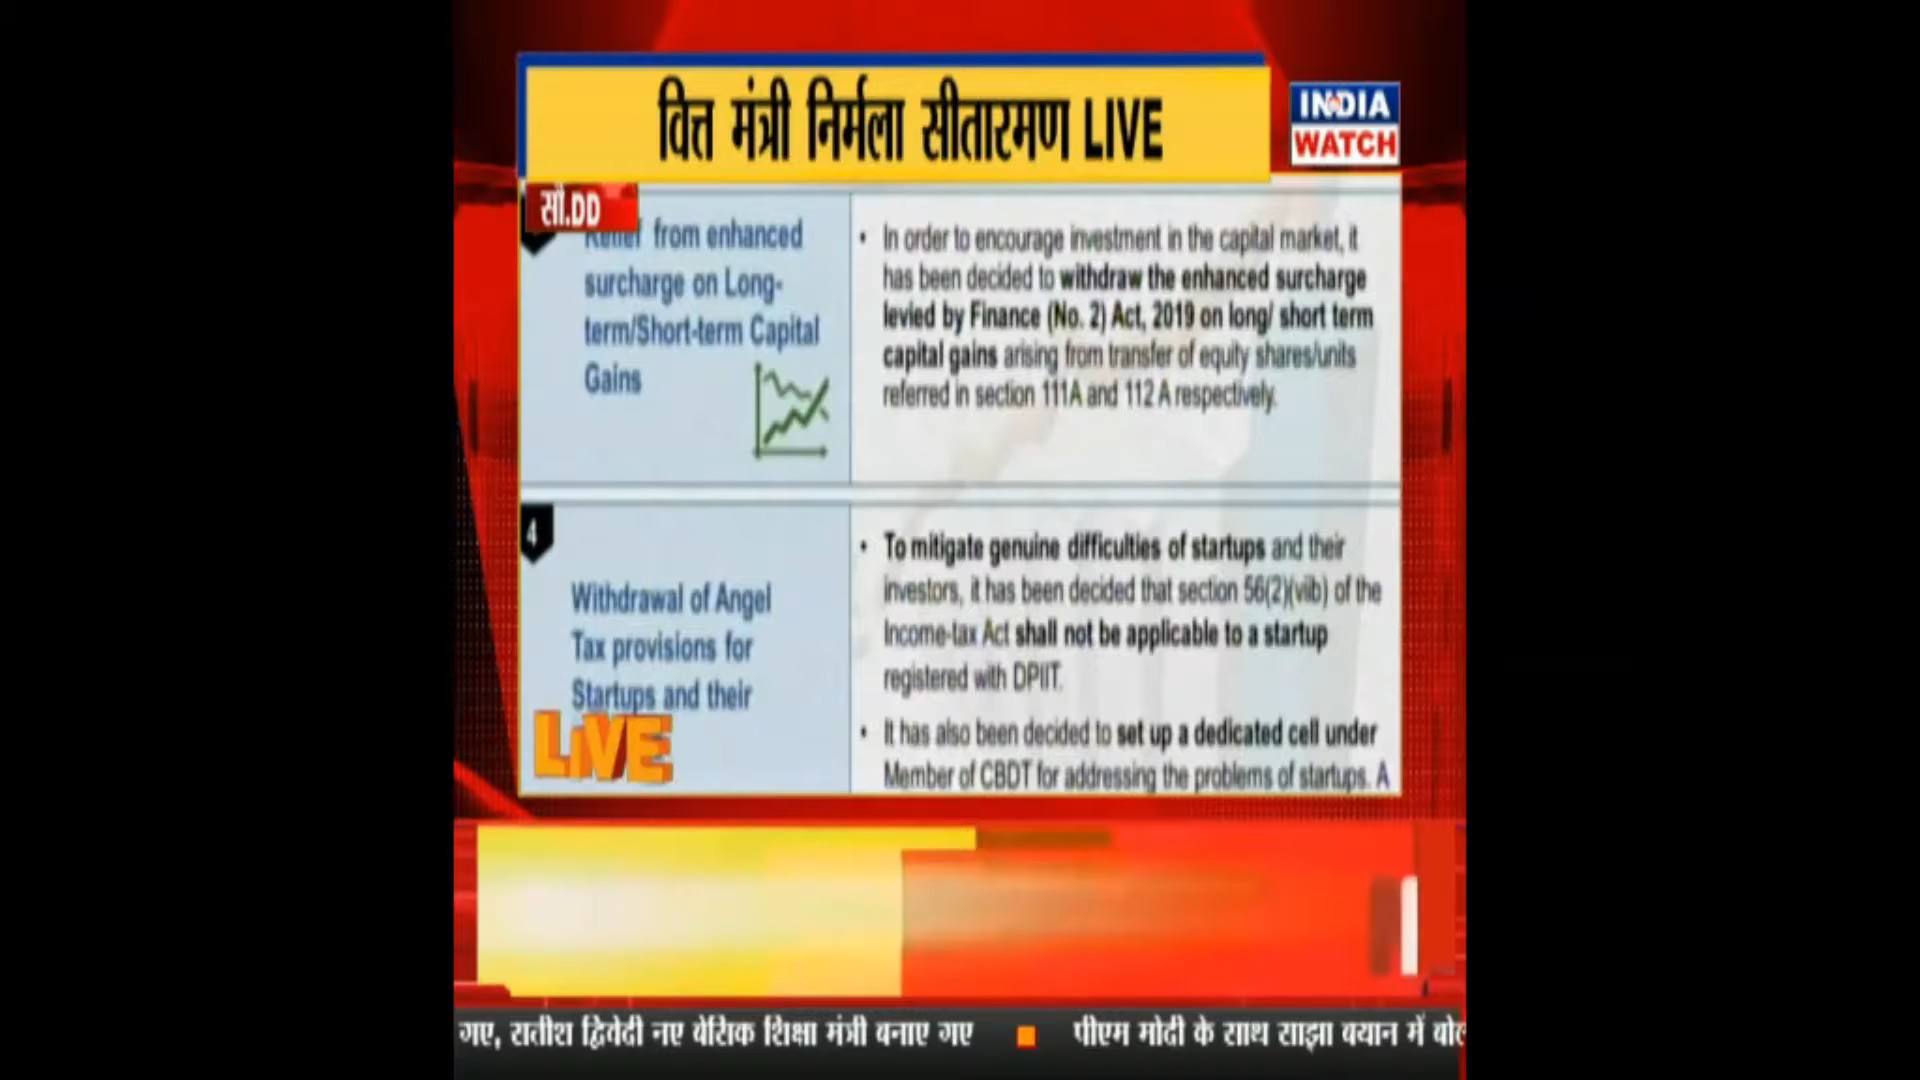 वित्त मंत्री निर्मला सीतारमण LIVE
INDIA
WATCH
सौ.DD
Relief from enhanced
surcharge on Long-
term/Short-term Capital
Gains
• In order to encourage investment in the capital market, it
has been decided to withdraw the enhanced surcharge
levied by Finance (No. 2) Act, 2019 on long/ short term
capital gains arising from transfer of equity shares/units
referred in section 111A and 112 A respectively.
4
Withdrawal of Angel
Tax provisions for
Startups and their
• To mitigate genuine difficulties of startups and their
investors, it has been decided that section 56(2)(viib) of the
Income-tax Act shall not be applicable to a startup
registered with DPIIT.
• It has also been decided to set up a dedicated cell under
Member of CBDT for addressing the problems of startups. A
LIVE
गए, सतीश द्विवेदी नए बेसिक शिक्षा मंत्री बनाए गए ■ पीएम मोदी के साथ साझा बयान में